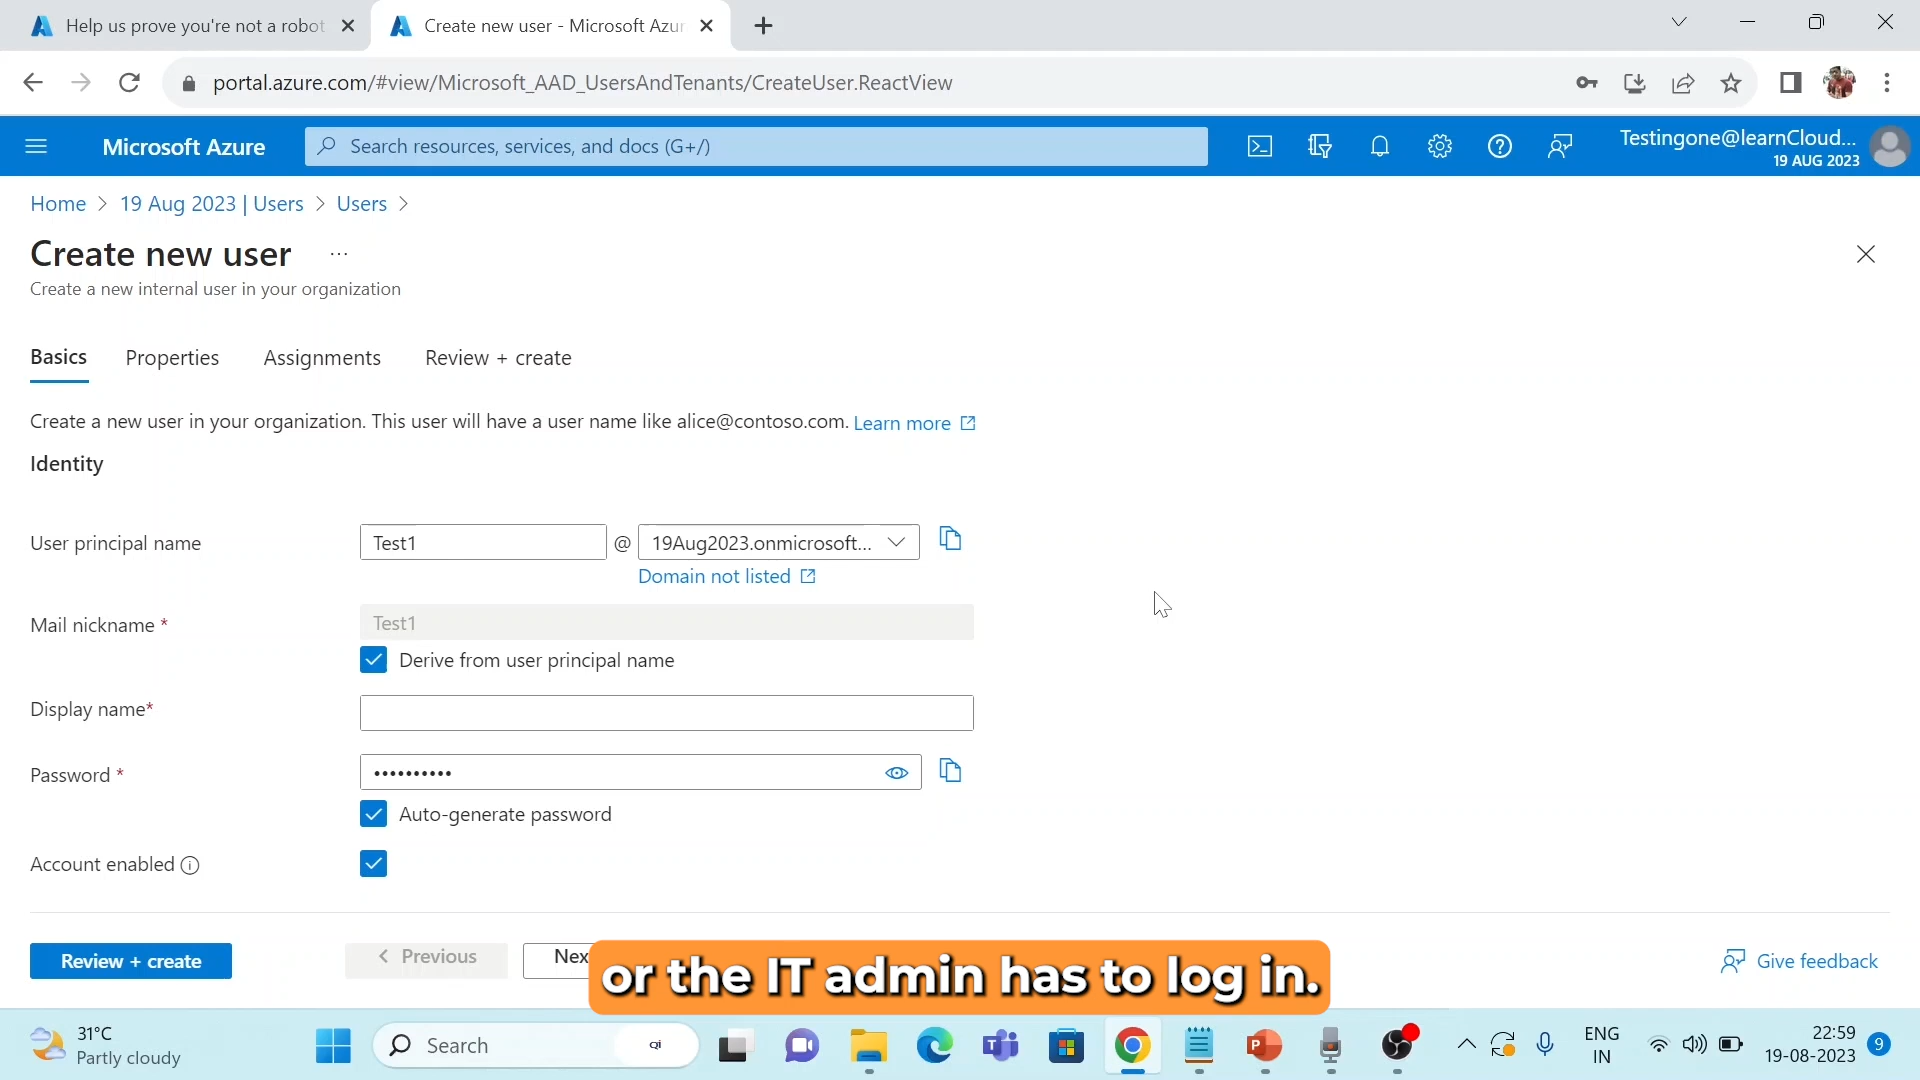 Help us prove you're not a robot
Create new user - Microsoft Azur
portal.azure.com/#view/Microsoft_AAD_UsersAndTenants/CreateUser.ReactView
Microsoft Azure
Search resources, services, and docs (G+/)
Testingone@learnCloud...
19 AUG 2023
Home > 19 Aug 2023 | Users > Users >
Create new user ...
Create a new internal user in your organization
Basics Properties Assignments Review + create
Create a new user in your organization. This user will have a user name like alice@contoso.com. Learn more
Identity
User principal name Test1 @ 19Aug2023.onmicrosoft...
Domain not listed
Mail nickname * Test1
Derive from user principal name
Display name*
Password * ••••••••••
Auto-generate password
Account enabled
Review + create < Previous Nex
or the IT admin has to log in.
Give feedback
31°C
Partly cloudy
Search
ENG
IN
22:59
19-08-2023
9